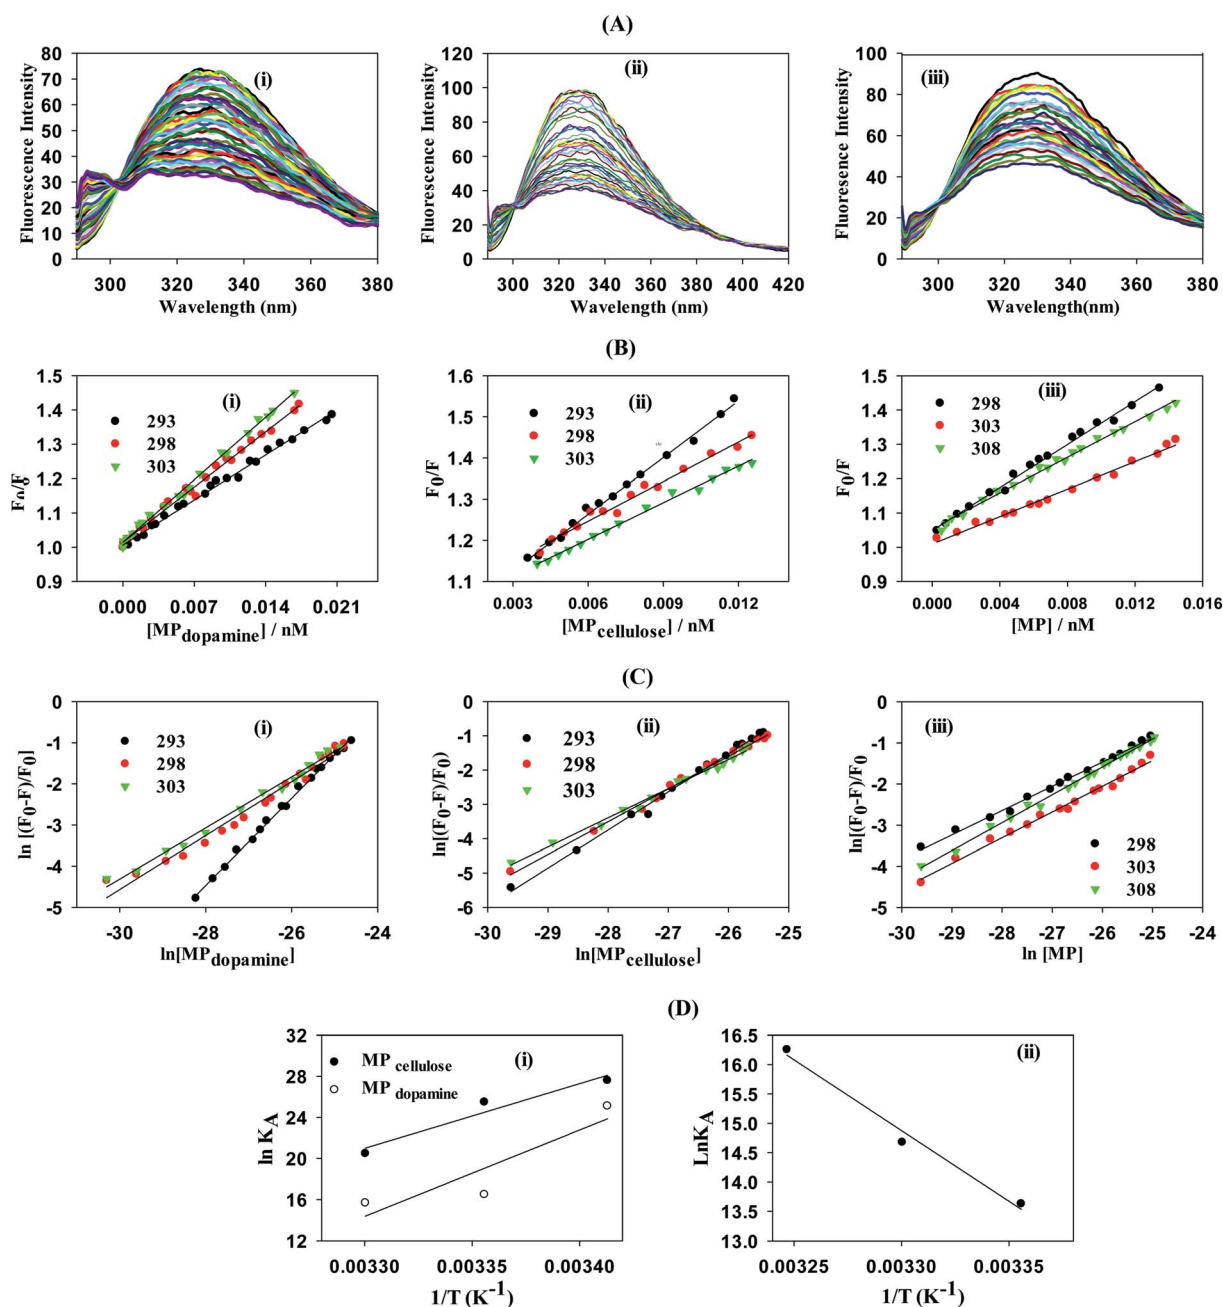 (A)
Fluorescence Intensity
80
70
60
50
40
30
20
10
0
(i)
300 320 340 360 380
Wavelength (nm)
Fluorescence Intensity
120
100
80
60
40
20
0
(ii)
300 320 340 360 380 400 420
Wavelength (nm)
Fluoresence Intensity
100
80
60
40
20
0
(iii)
300 320 340 360 380
Wavelength(nm)
(B)
F0/F
1.5
1.4
1.3
1.2
1.1
1.0
0.9
(i)
293
298
303
0.000 0.007 0.014 0.021
[MPdopamine] / nM
F0/F
1.6
1.5
1.4
1.3
1.2
1.1
(ii)
293
298
303
0.003 0.006 0.009 0.012
[MPcellulose] / nM
F0/F
1.5
1.4
1.3
1.2
1.1
1.0
0.9
(iii)
298
303
308
0.000 0.004 0.008 0.012 0.016
[MP] / nM
(C)
ln [(F0-F)/F0]
0
-1
-2
-3
-4
-5
(i)
293
298
303
-30 -28 -26 -24
ln[MPdopamine]
ln[(F0-F)/F0)
0
-1
-2
-3
-4
-5
-6
(ii)
293
298
303
-30 -29 -28 -27 -26 -25
ln[MPcellulose]
ln[(F0-F)/F0
0
-1
-2
-3
-4
-5
(iii)
298
303
308
-30 -29 -28 -27 -26 -25 -24
ln [MP]
(D)
ln KA
32
28
24
20
16
12
(i)
MP cellulose
MP dopamine
0.00330 0.00335 0.00340
1/T (K-1)
LnKA
16.5
16.0
15.5
15.0
14.5
14.0
13.5
13.0
(ii)
0.00325 0.00330 0.00335
1/T (K-1)